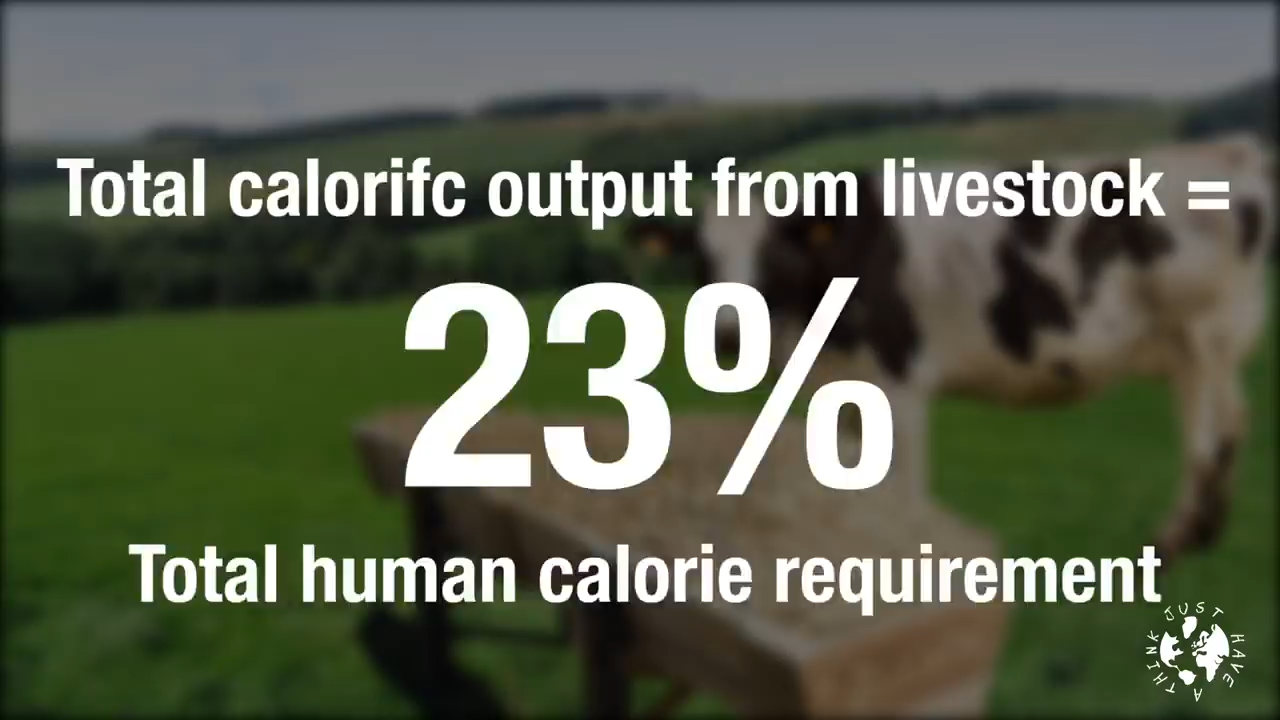 Total calorifc output from livestock =
23%
Total human calorie requirement
JUST HAVE A THINK